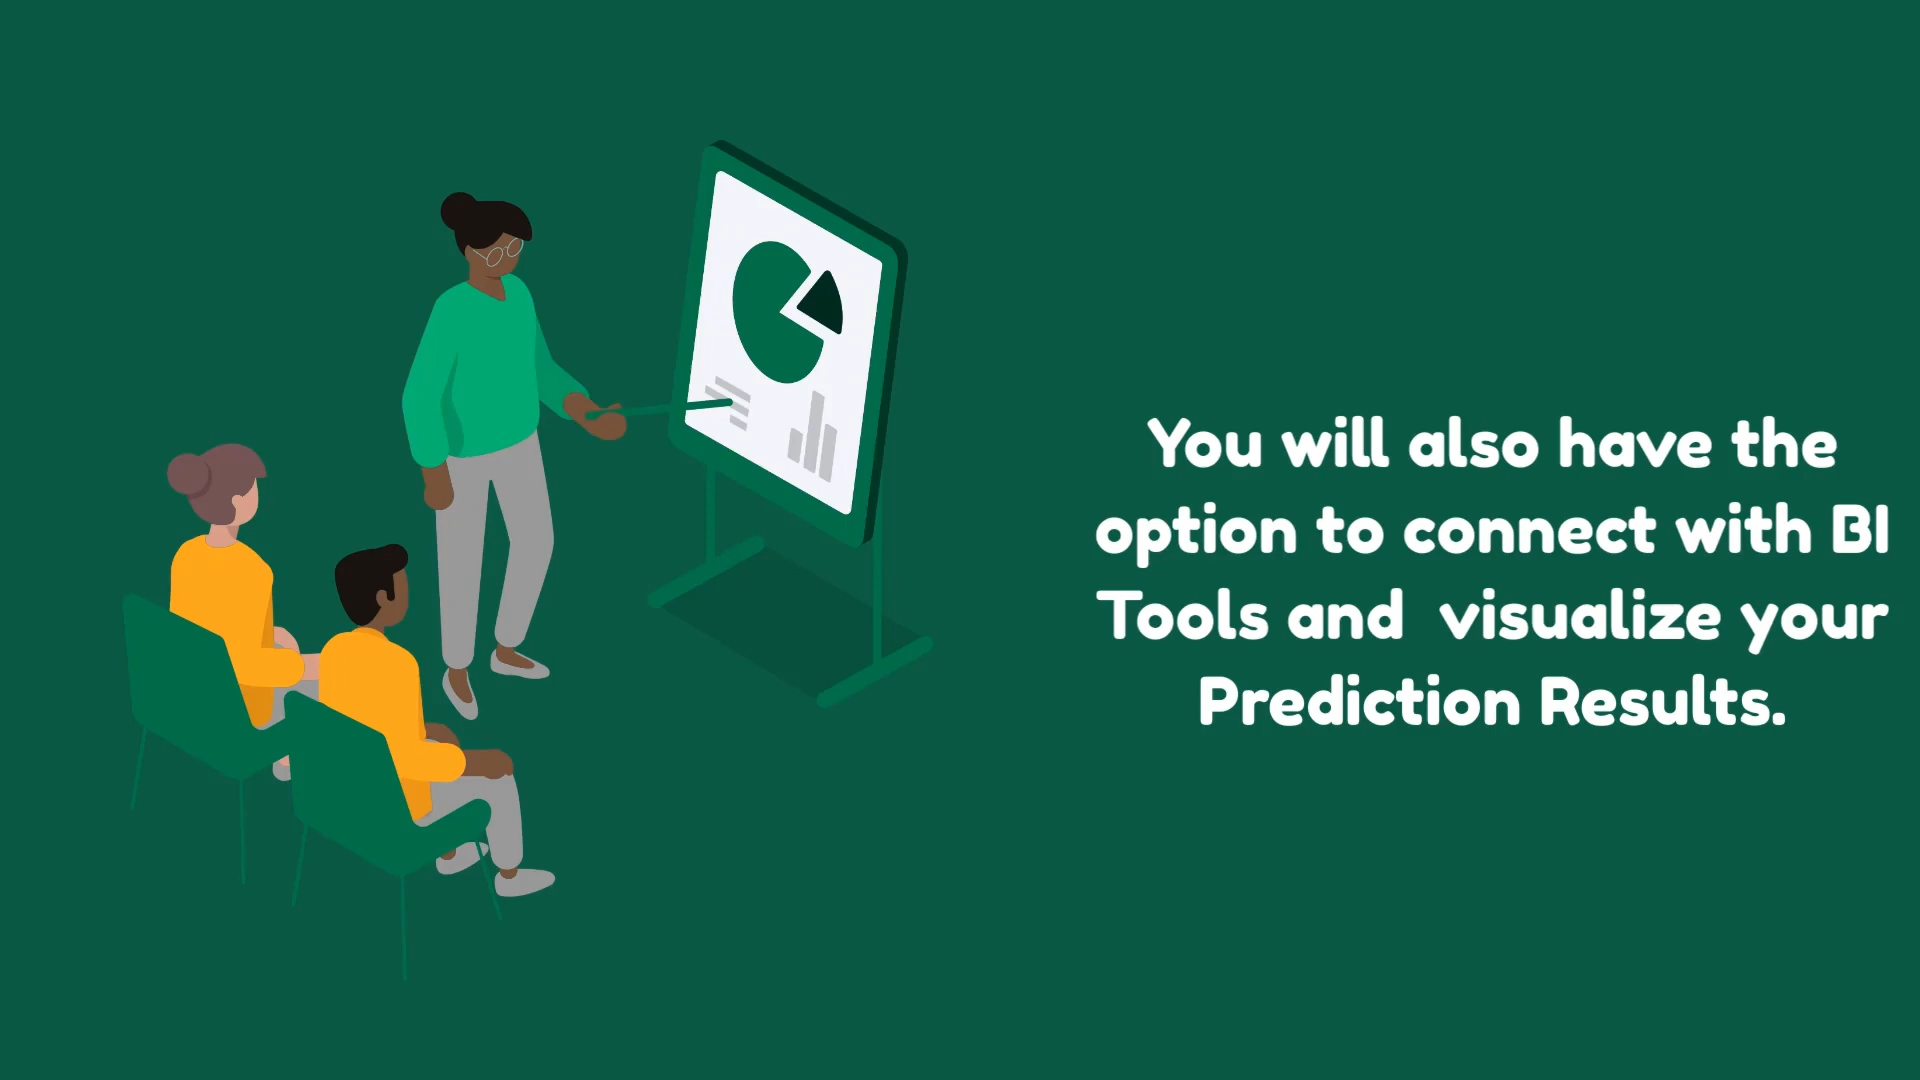 You will also have the
option to connect with BI
Tools and  visualize your
Prediction Results.